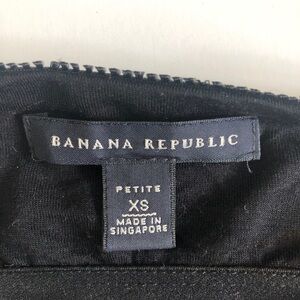 BANANA REPUBLIC
PETITE
XS
MADE IN
SINGAPORE